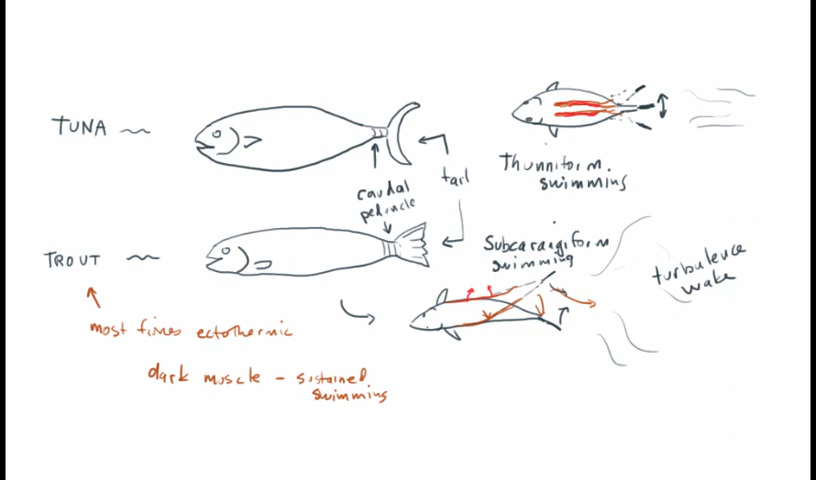 TUNA
Thunniform.
swimming
tail
caudal
peduncle
Subcarangiform
swimming
TROUT
turbulence
wake
most fishes ectothermic
dark muscle - sustained
swimming